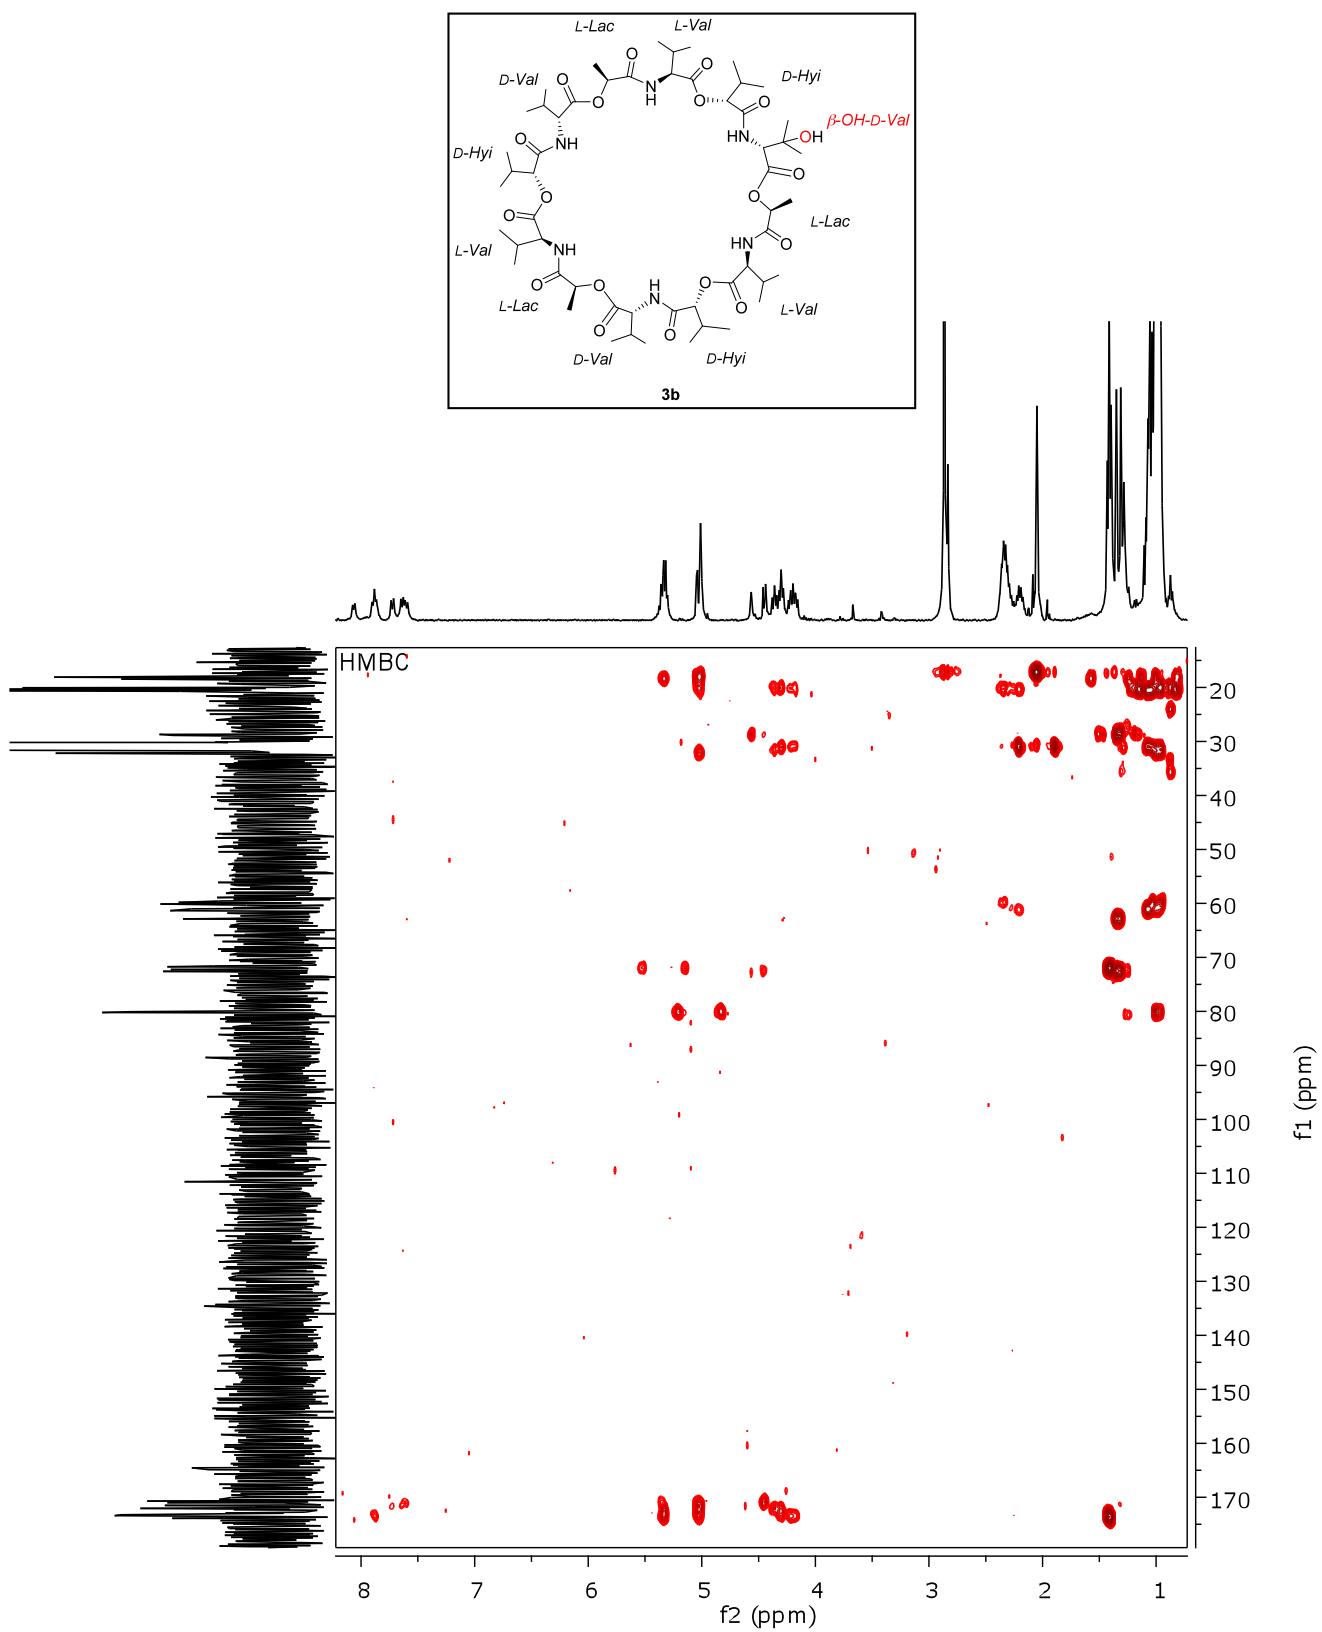 L-Lac L-Val
D-Val D-Hyi
O O O
O N H O O
β-OH-D-Val
O NH HN OH
D-Hyi
O O O
O L-Lac
L-Val NH HN O
O O H N O O
L-Lac L-Val
O O
D-Val D-Hyi
3b
HMBC
20
30
40
50
60
70
80
90
100
110
120
130
140
150
160
170
f1 (ppm)
8 7 6 5 4 3 2 1
f2 (ppm)